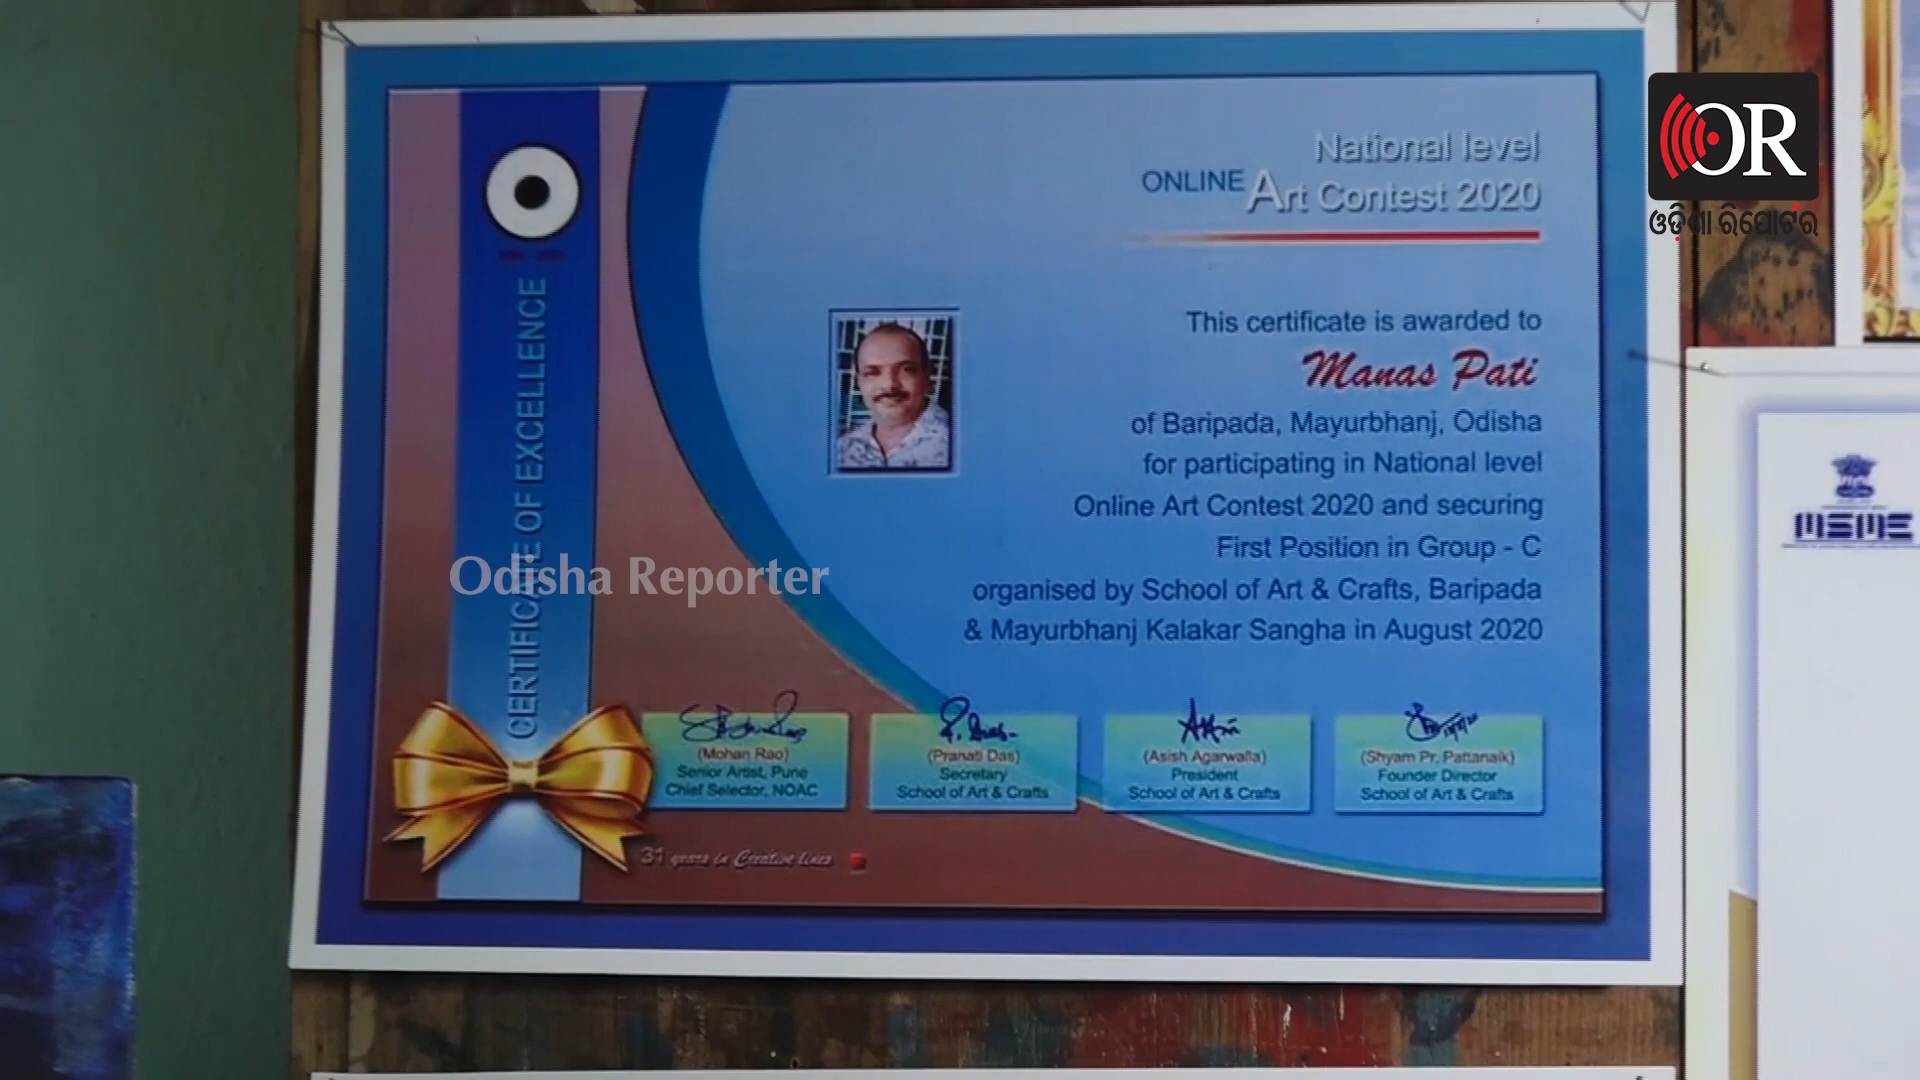 National level
ONLINE Art Contest 2020
This certificate is awarded to
Manas Pati
of Baripada, Mayurbhanj, Odisha
for participating in National level
Online Art Contest 2020 and securing
First Position in Group - C
organised by School of Art & Crafts, Baripada
& Mayurbhanj Kalakar Sangha in August 2020
CERTIFICATE OF EXCELLENCE
(Mohan Rao)
Senior Artist, Pune
Chief Selector, NOAC
(Pranati Das)
Secretary
School of Art & Crafts
(Asish Agarwalla)
President
School of Art & Crafts
(Shyam Pr. Pattanaik)
Founder Director
School of Art & Crafts
31 years in Creative lines
Odisha Reporter
OR
ଓଡ଼ିଶା ରିପୋର୍ଟର
MSME